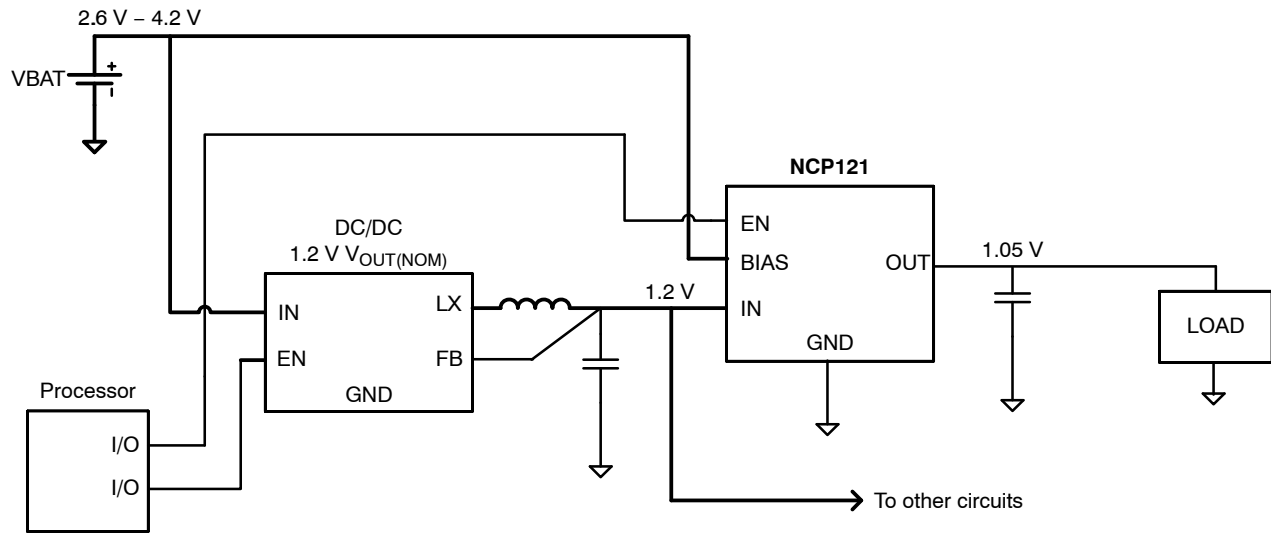 2.6 V – 4.2 V
VBAT
+
NCP121
EN
BIAS
IN
OUT
GND
1.05 V
LOAD
DC/DC
1.2 V VOUT(NOM)
IN
EN
LX
FB
GND
1.2 V
Processor
I/O
I/O
To other circuits